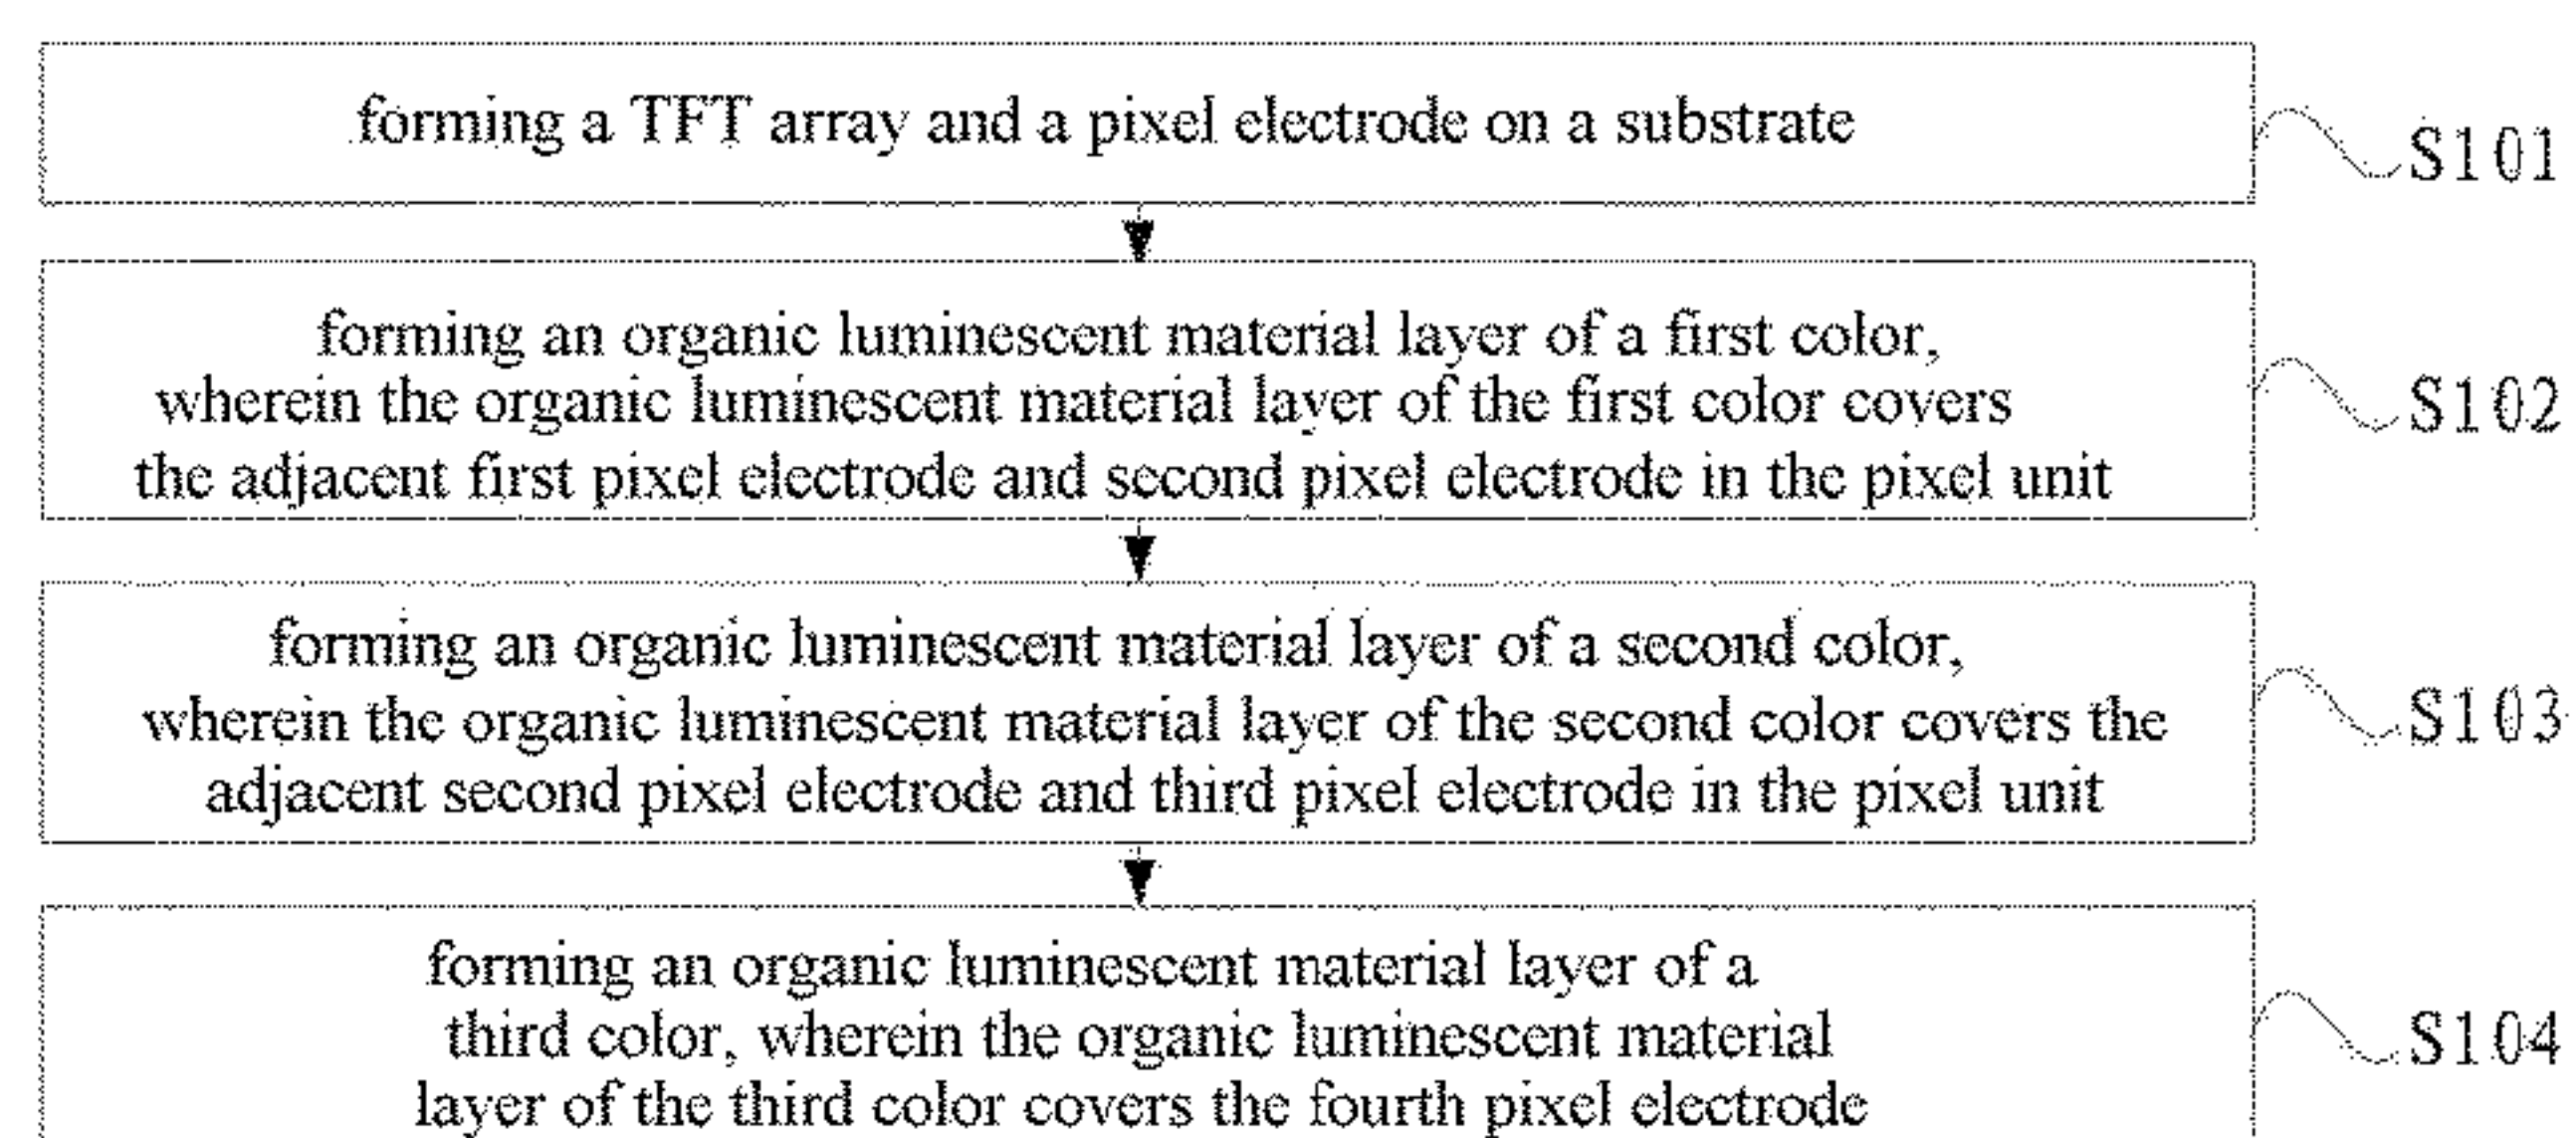 forming a TFT array and a pixel electrode on a substrate
S101
forming an organic luminescent material layer of a first color,
wherein the organic luminescent material layer of the first color covers
the adjacent first pixel electrode and second pixel electrode in the pixel unit
S102
forming an organic luminescent material layer of a second color,
wherein the organic luminescent material layer of the second color covers the
adjacent second pixel electrode and third pixel electrode in the pixel unit
S103
forming an organic luminescent material layer of a
third color, wherein the organic luminescent material
layer of the third color covers the fourth pixel electrode
S104